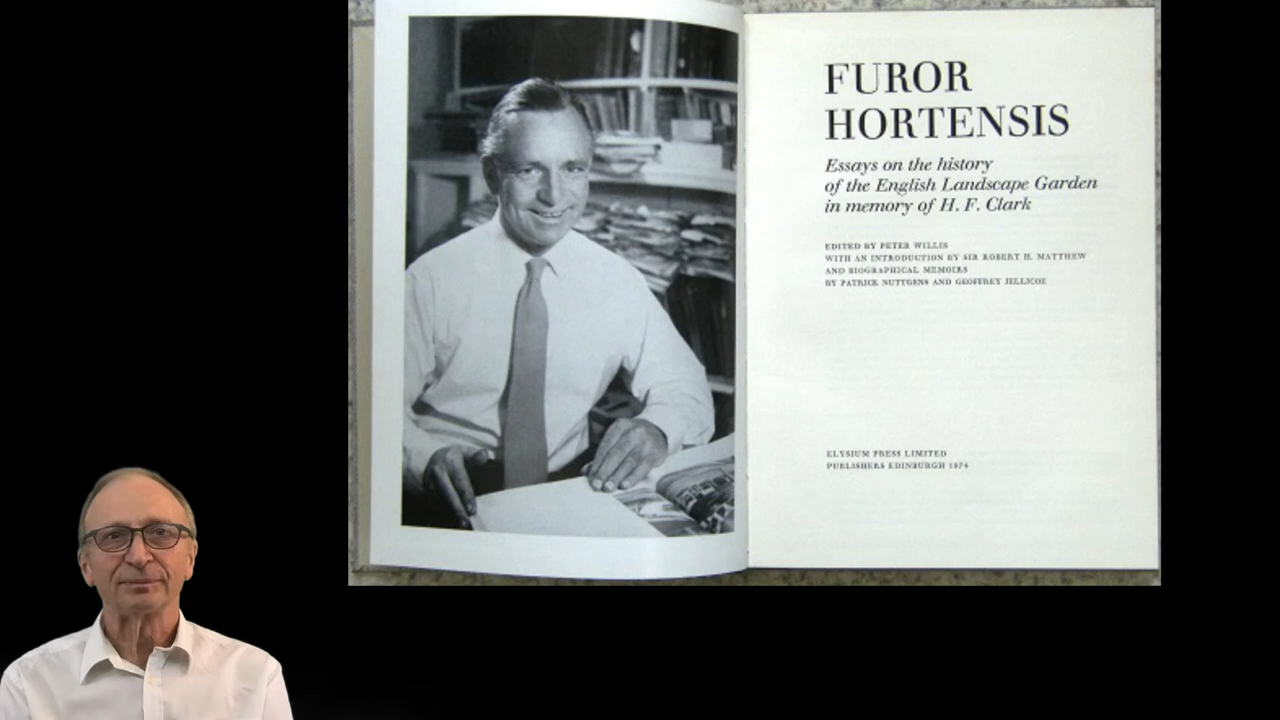 FUROR
HORTENSIS
Essays on the history
of the English Landscape Garden
in memory of H. F. Clark
EDITED BY PETER WILLIS
WITH AN INTRODUCTION BY SIR ROBERT H. MATTHEW
AND BIOGRAPHICAL MEMOIRS
BY PATRICK NUTTGENS AND GEOFFREY JELLICOE
ELYSIUM PRESS LIMITED
PUBLISHERS EDINBURGH 1974